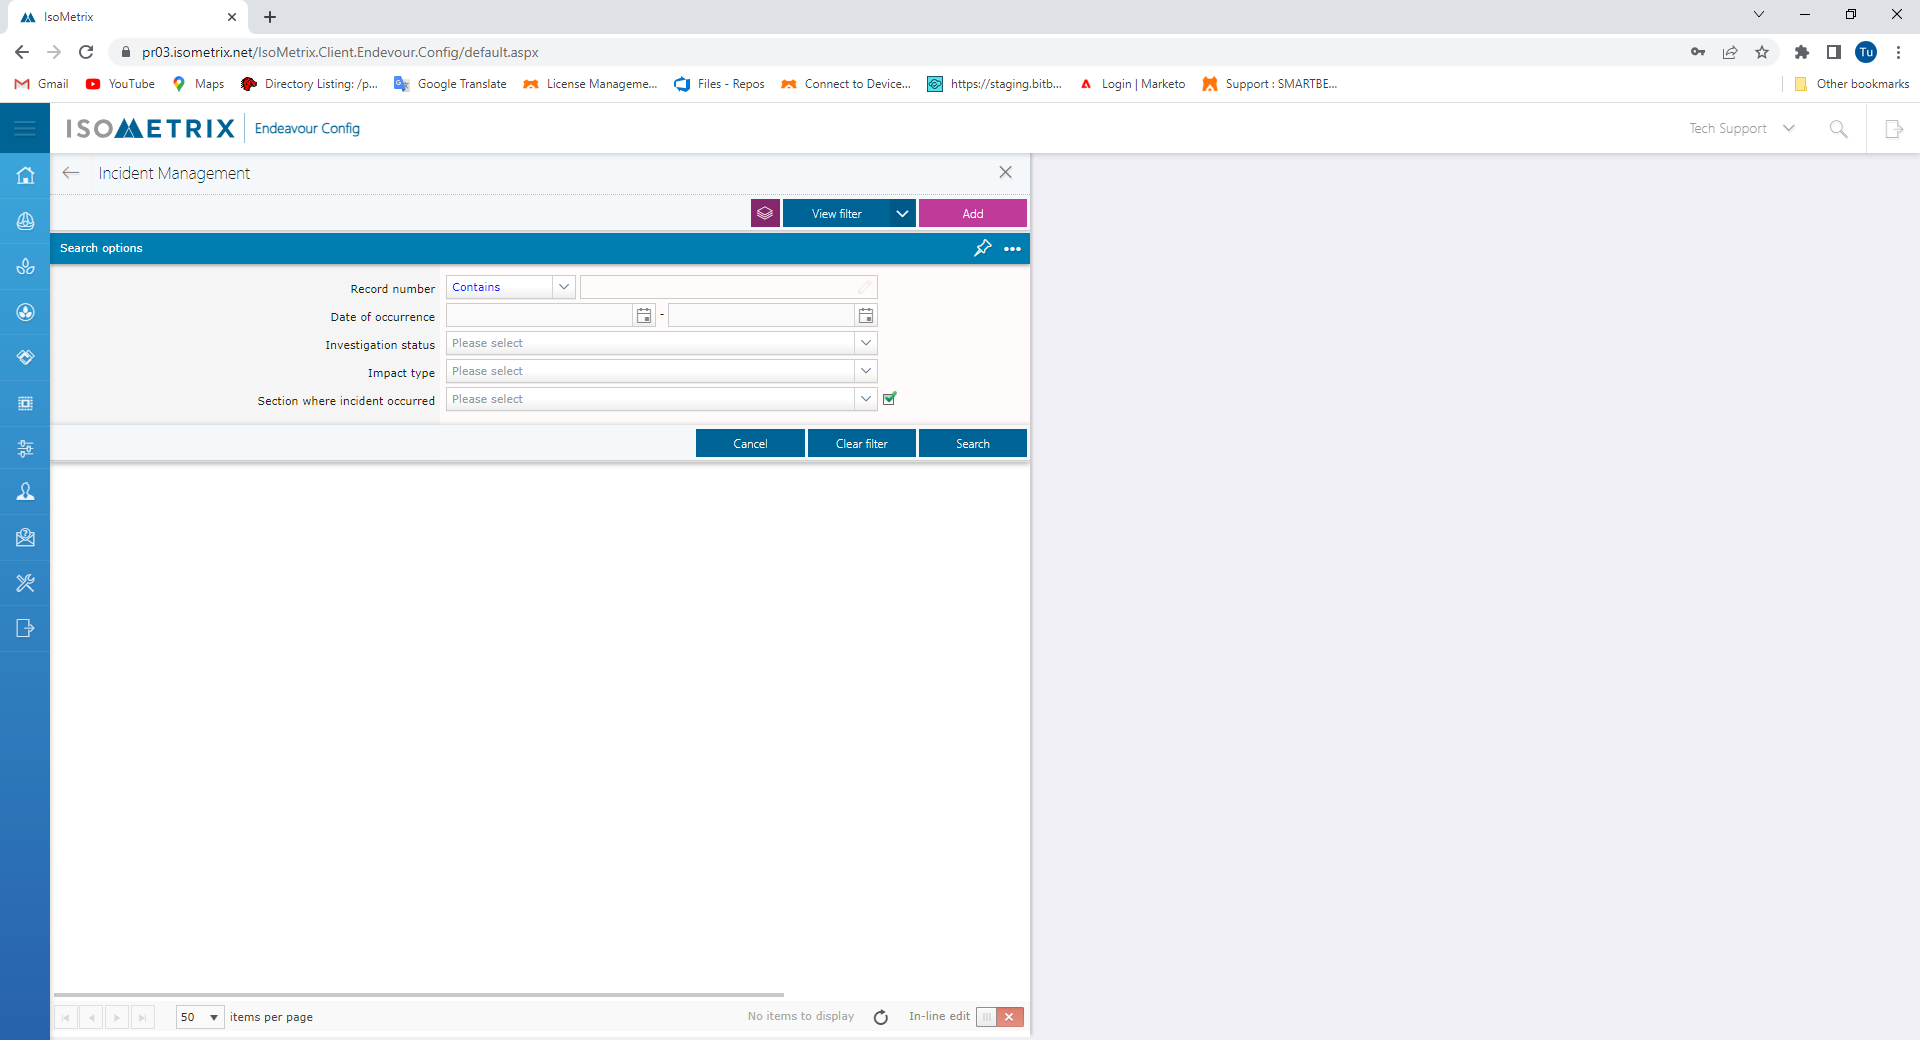 IsoMetrix
pr03.isometrix.net/IsoMetrix.Client.Endevour.Config/default.aspx
Tu
Gmail YouTube Maps Directory Listing: /p... Google Translate License Manageme... Files - Repos Connect to Device... https://staging.bitb... Login | Marketo Support : SMARTBE... Other bookmarks
ISOMETRIX Endeavour Config Tech Support
Incident Management
View filter Add
Search options
Record number Contains
Date of occurrence -
Investigation status Please select
Impact type Please select
Section where incident occurred Please select
Cancel Clear filter Search
50 items per page No items to display In-line edit